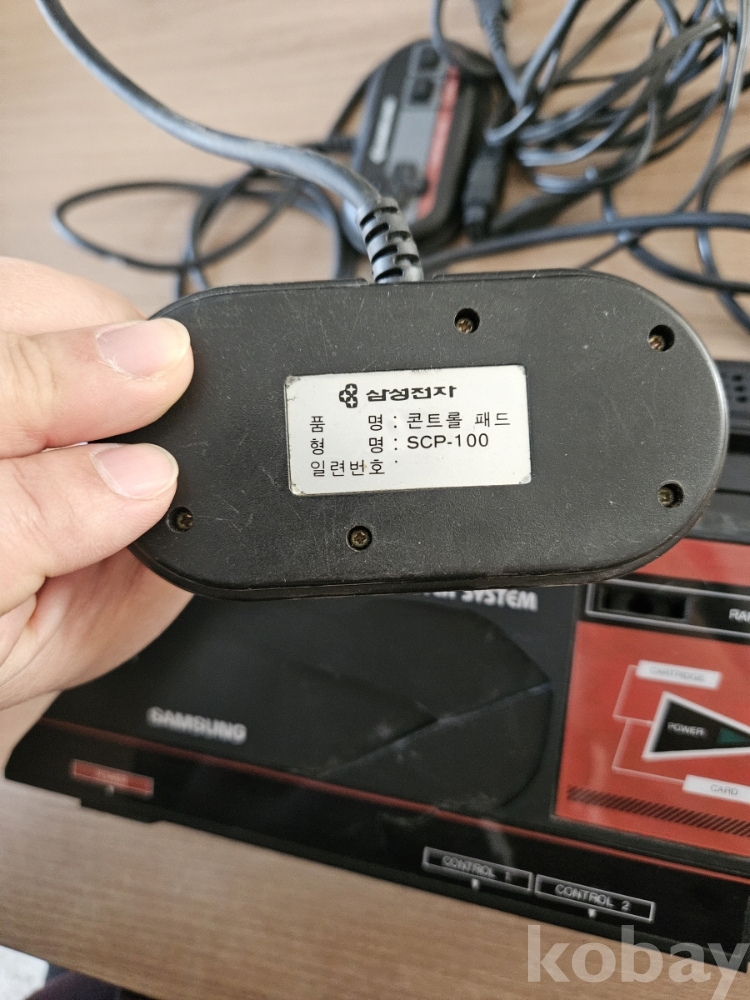 삼성전자
품 명 : 콘트롤 패드
형 명 : SCP-100
일련번호 :
SYSTEM
SAMSUNG
CARTRIDGE
POWER
CARD
CONTROL 1
CONTROL 2
kobay